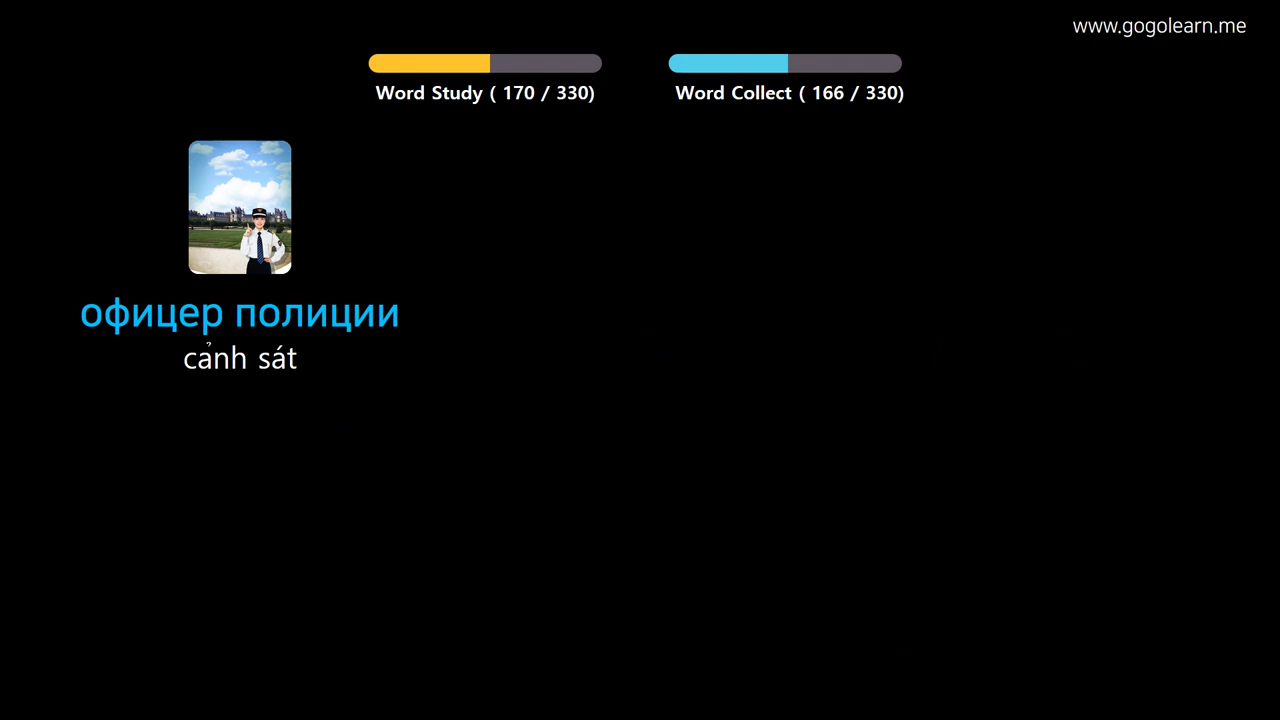 www.gogolearn.me
Word Study ( 170 / 330)
Word Collect ( 166 / 330)
офицер полиции
cảnh sát